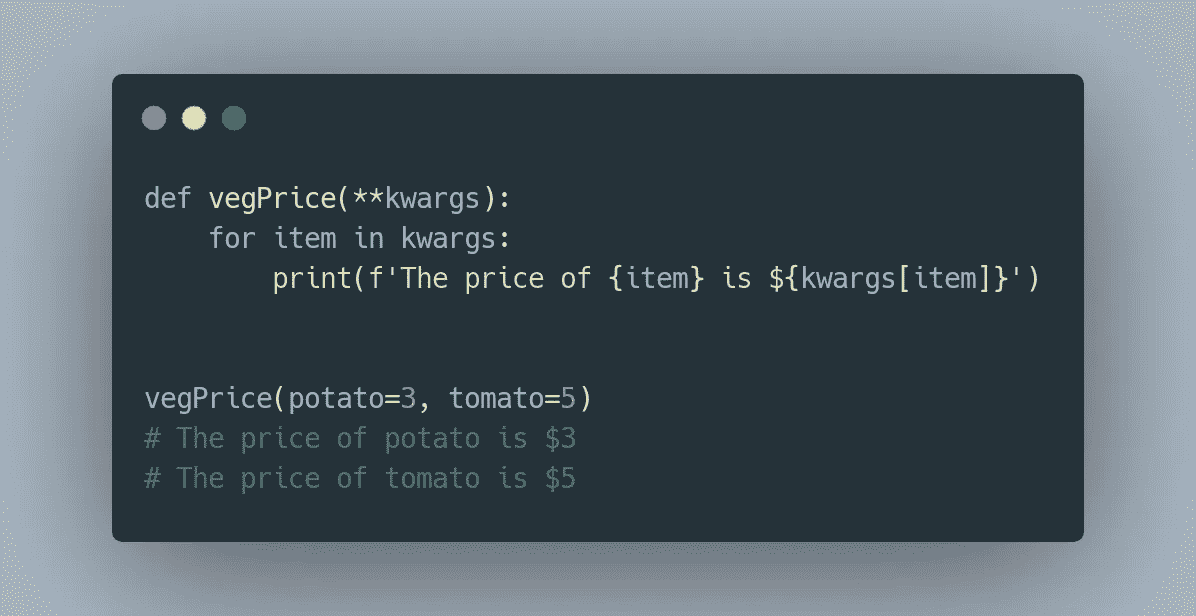 def vegPrice(**kwargs):
    for item in kwargs:
        print(f'The price of {item} is ${kwargs[item]}')
vegPrice(potato=3, tomato=5)
# The price of potato is $3
# The price of tomato is $5